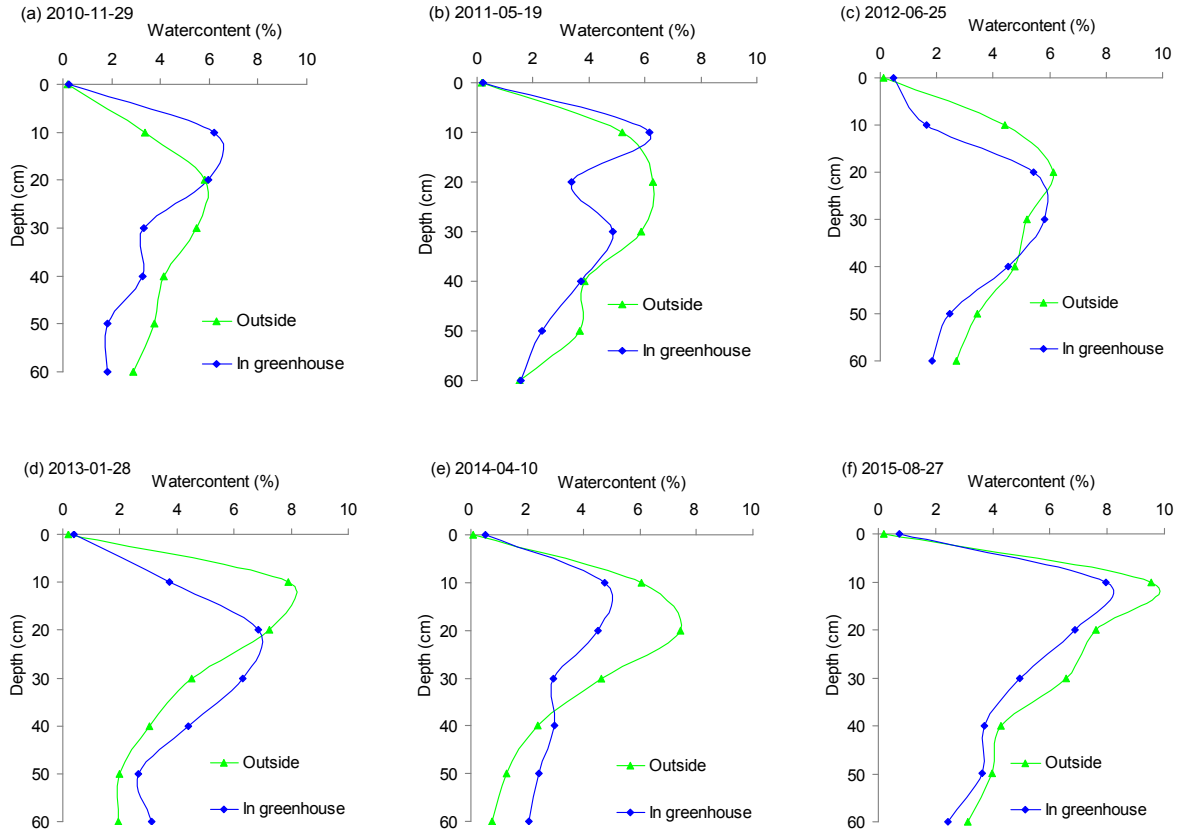 (a) 2010-11-29
Watercontent (%)
0 2 4 6 8 10
0
10
20
30
40
50
60
Depth (cm)
Outside
In greenhouse
(b) 2011-05-19
Watercontent (%)
0 2 4 6 8 10
0
10
20
30
40
50
60
Depth (cm)
Outside
In greenhouse
(c) 2012-06-25
Watercontent (%)
0 2 4 6 8 10
0
10
20
30
40
50
60
Depth (cm)
Outside
In greenhouse
(d) 2013-01-28
Watercontent (%)
0 2 4 6 8 10
0
10
20
30
40
50
60
Depth (cm)
Outside
In greenhouse
(e) 2014-04-10
Watercontent (%)
0 2 4 6 8 10
0
10
20
30
40
50
60
Depth (cm)
Outside
In greenhouse
(f) 2015-08-27
Watercontent (%)
0 2 4 6 8 10
0
10
20
30
40
50
60
Depth (cm)
Outside
In greenhouse